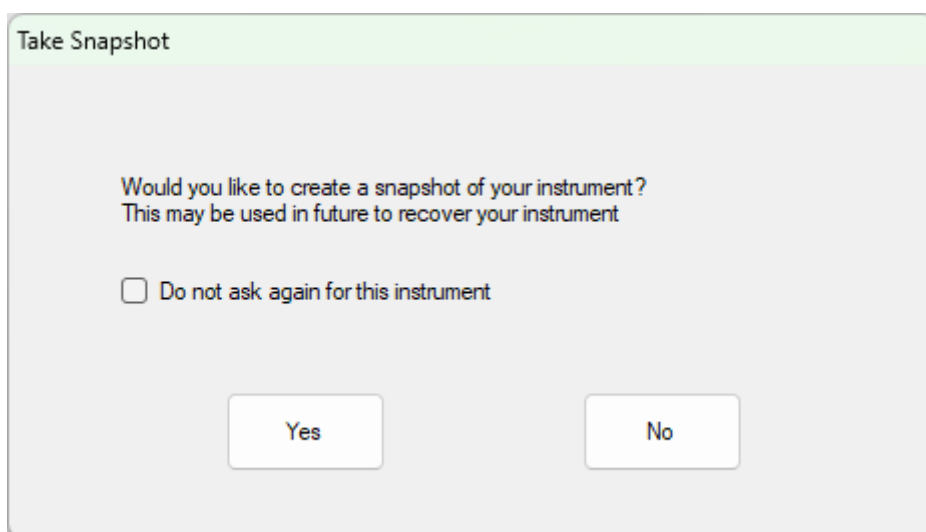 Take Snapshot
Would you like to create a snapshot of your instrument?
This may be used in future to recover your instrument
Do not ask again for this instrument
Yes
No